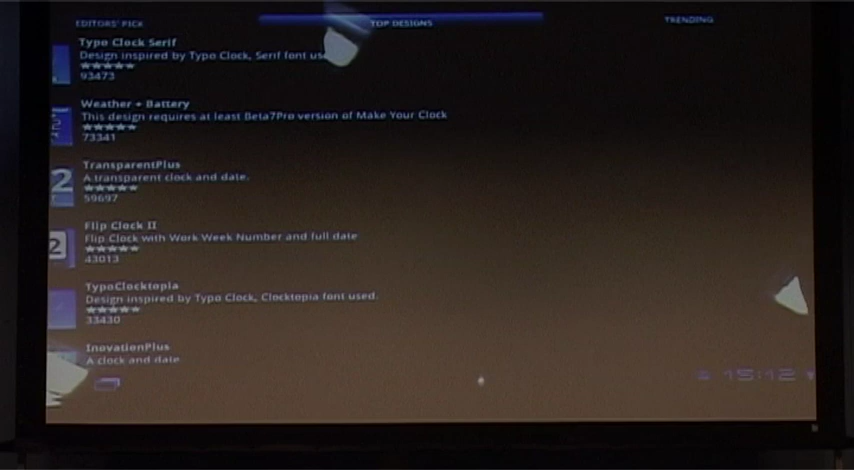 EDITORS' PICK
TOP DESIGNS
TRENDING
Typo Clock Serif
Design inspired by Typo Clock, Serif font
93473
Weather + Battery
This design requires at least Beta7Pro version of Make Your Clock
73341
TransparentPlus
A transparent clock and date.
59697
2
Flip Clock II
Flip Clock with Work Week Number and full date
43013
2
TypoClocktopia
Design inspired by Typo Clock, Clocktopia font used.
33430
InovationPlus
A clock and date
15:12